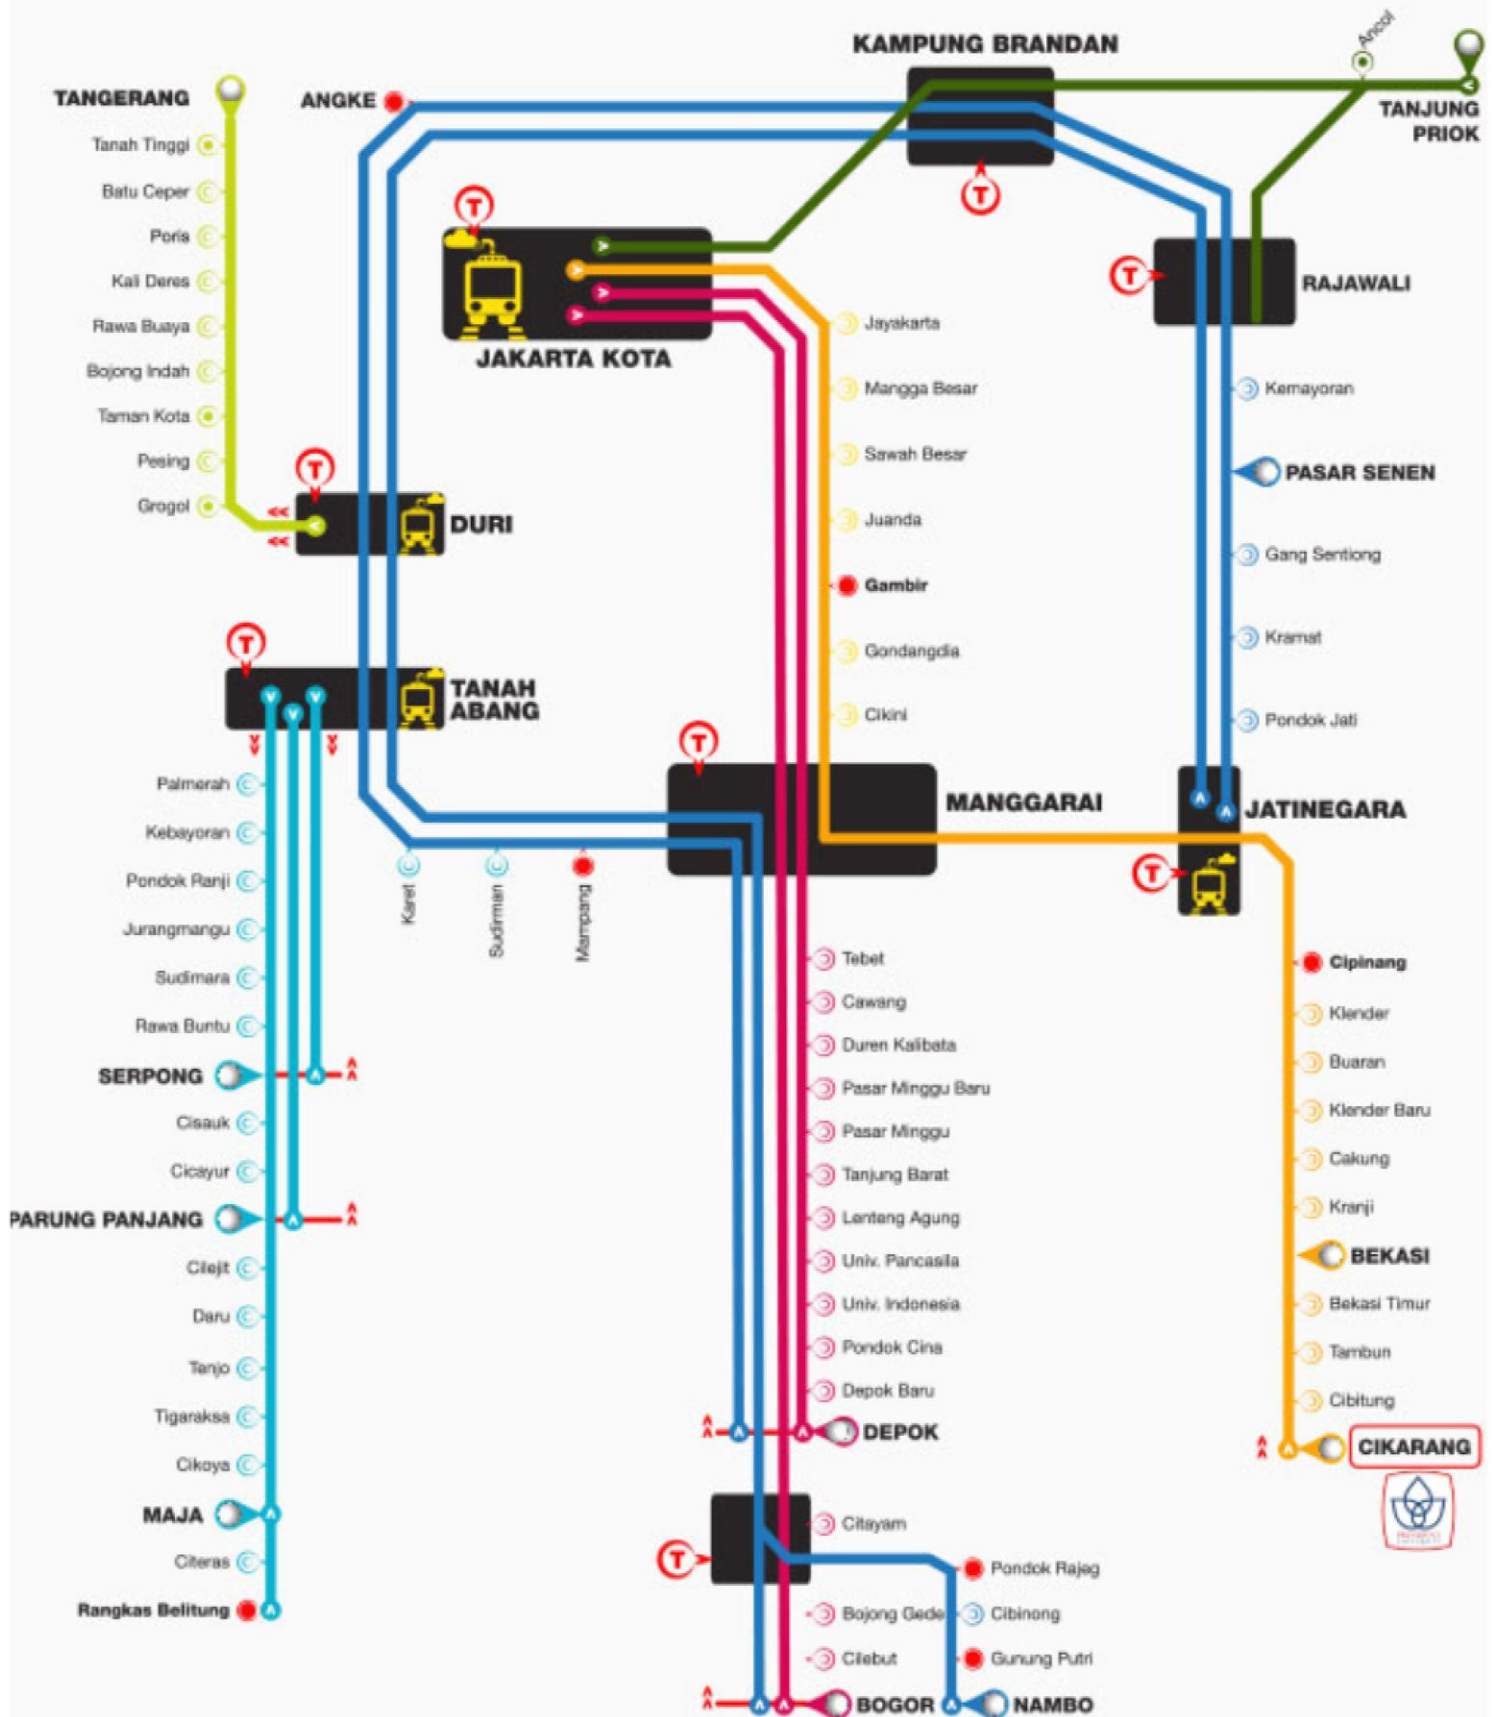 KAMPUNG BRANDAN
Ancol
TANJUNG
PRIOK
TANGERANG
Tanah Tinggi
Batu Ceper
Poris
Kali Deres
Rawa Buaya
Bojong Indah
Taman Kota
Pesing
Grogol
ANGKE
T
T
JAKARTA KOTA
T
RAJAWALI
Jayakarta
Mangga Besar
Sawah Besar
Juanda
Gambir
Gondangdia
Cikini
Kemayoran
PASAR SENEN
Gang Sentiong
Kramat
Pondok Jati
T
DURI
T
TANAH
ABANG
T
MANGGARAI
JATINEGARA
T
Palmerah
Kebayoran
Pondok Ranji
Jurangmangu
Sudimara
Rawa Buntu
SERPONG
Cisauk
Cicayur
PARUNG PANJANG
Cilejit
Daru
Tenjo
Tigaraksa
Cikoya
MAJA
Citeras
Rangkas Belitung
Karet
Sudirman
Mampang
Tebet
Cawang
Duren Kalibata
Pasar Minggu Baru
Pasar Minggu
Tanjung Barat
Lenteng Agung
Univ. Pancasila
Univ. Indonesia
Pondok Cina
Depok Baru
DEPOK
Cipinang
Klender
Buaran
Klender Baru
Cakung
Kranji
BEKASI
Bekasi Timur
Tambun
Cibitung
CIKARANG
T
Citayam
Bojong Gede
Cilebut
BOGOR
Pondok Rajeg
Cibinong
Gunung Putri
NAMBO